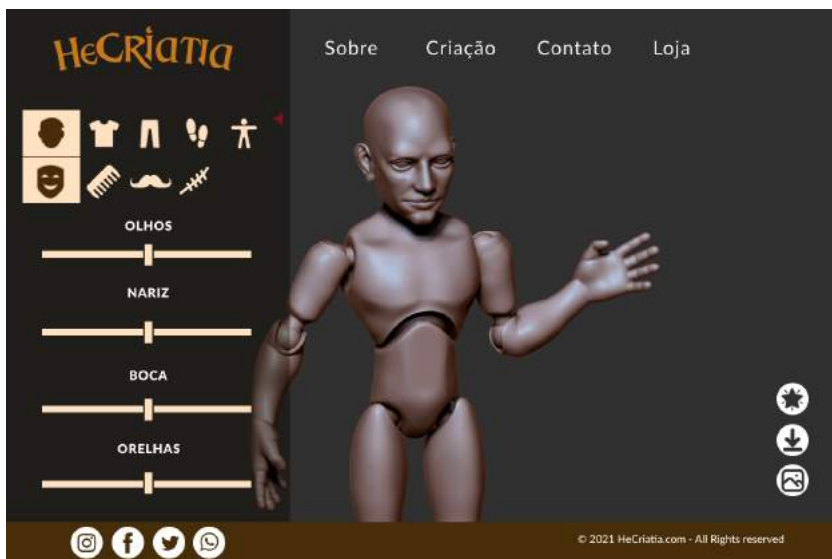 HeCRiatia
Sobre Criação Contato Loja
OLHOS
NARIZ
BOCA
ORELHAS
© 2021 HeCriatia.com - All Rights reserved